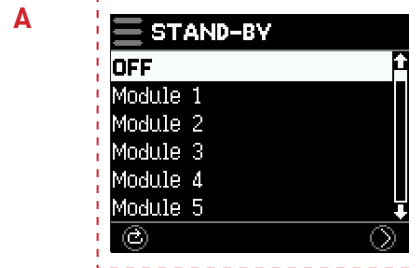 A
STAND-BY
OFF
Module 1
Module 2
Module 3
Module 4
Module 5